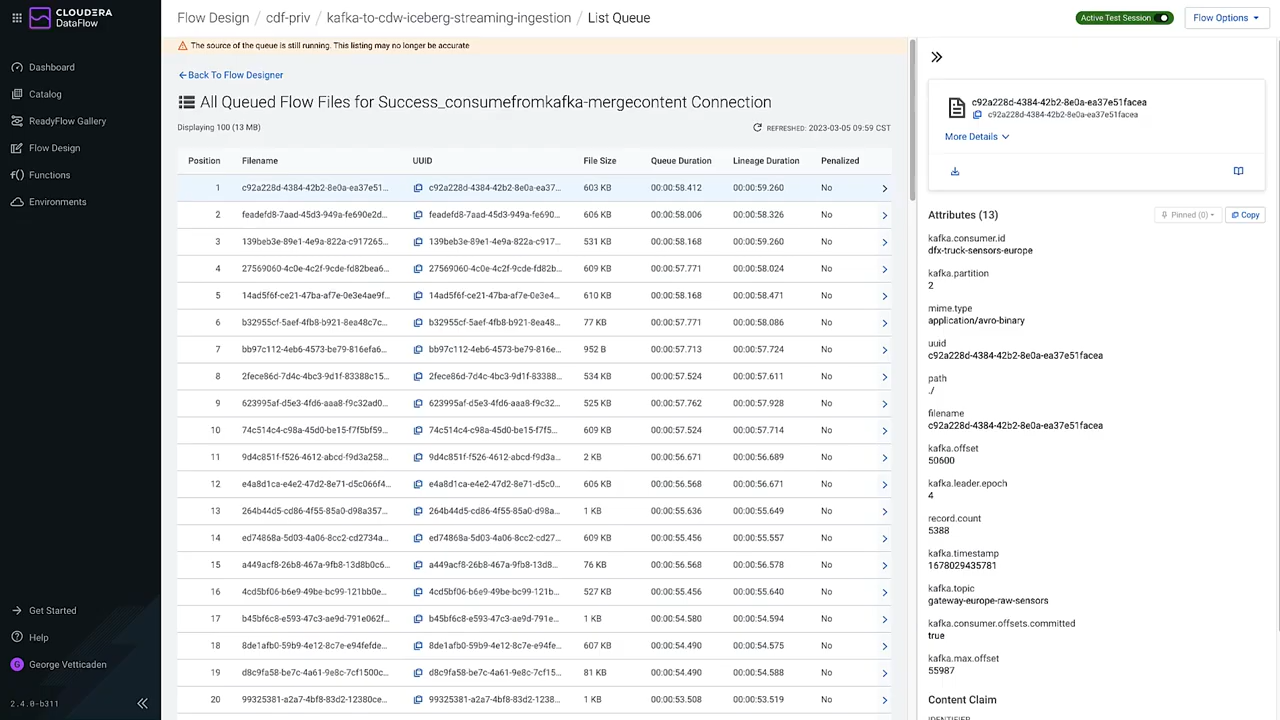 CLOUDERA
DataFlow
Dashboard
Catalog
ReadyFlow Gallery
Flow Design
Functions
Environments
Get Started
Help
G George Vetticaden
2.4.0-b311
Flow Design / cdf-priv / kafka-to-cdw-iceberg-streaming-ingestion / List Queue
Active Test Session
Flow Options
The source of the queue is still running. This listing may no longer be accurate
Back To Flow Designer
All Queued Flow Files for Success_consumefromkafka-mergecontent Connection
Displaying 100 (13 MB)
REFRESHED: 2023-03-05 09:59 CST
Position Filename UUID File Size Queue Duration Lineage Duration Penalized
1 c92a228d-4384-42b2-8e0a-ea37e51... c92a228d-4384-42b2-8e0a-ea37... 603 KB 00:00:58.412 00:00:59.260 No
2 feadefd8-7aad-45d3-949a-fe690e2d... feadefd8-7aad-45d3-949a-fe690... 606 KB 00:00:58.006 00:00:58.326 No
3 139beb3e-89e1-4e9a-822a-c917265... 139beb3e-89e1-4e9a-822a-c917... 531 KB 00:00:58.168 00:00:59.260 No
4 27569060-4c0e-4c2f-9cde-fd82bea6... 27569060-4c0e-4c2f-9cde-fd82b... 609 KB 00:00:57.771 00:00:58.024 No
5 14ad5f6f-ce21-47ba-af7e-0e3e4ae9f... 14ad5f6f-ce21-47ba-af7e-0e3e4... 610 KB 00:00:58.168 00:00:58.471 No
6 b32955cf-5aef-4fb8-b921-8ea48c7c... b32955cf-5aef-4fb8-b921-8ea48... 77 KB 00:00:57.771 00:00:58.086 No
7 bb97c112-4eb6-4573-be79-816efa6... bb97c112-4eb6-4573-be79-816e... 952 B 00:00:57.713 00:00:57.724 No
8 2fece86d-7d4c-4bc3-9d1f-83388c15... 2fece86d-7d4c-4bc3-9d1f-83388... 534 KB 00:00:57.524 00:00:57.611 No
9 623995af-d5e3-4fd6-aaa8-f9c32ad0... 623995af-d5e3-4fd6-aaa8-f9c32... 525 KB 00:00:57.762 00:00:57.928 No
10 74c514c4-c98a-45d0-be15-f7f5bf59... 74c514c4-c98a-45d0-be15-f7f5... 609 KB 00:00:57.524 00:00:57.714 No
11 9d4c851f-f526-4612-abcd-f9d3a258... 9d4c851f-f526-4612-abcd-f9d3a... 2 KB 00:00:56.671 00:00:56.689 No
12 e4a8d1ca-e4e2-47d2-8e71-d5c066f4... e4a8d1ca-e4e2-47d2-8e71-d5c0... 606 KB 00:00:56.568 00:00:56.671 No
13 264b44d5-cd86-4f55-85a0-d98a357... 264b44d5-cd86-4f55-85a0-d98a... 1 KB 00:00:55.636 00:00:55.649 No
14 ed74868a-5d03-4a06-8cc2-cd2734a... ed74868a-5d03-4a06-8cc2-cd27... 609 KB 00:00:55.456 00:00:55.557 No
15 a449acf8-26b8-467a-9fb8-13d8b0c6... a449acf8-26b8-467a-9fb8-13d8... 76 KB 00:00:56.568 00:00:56.578 No
16 4cd5bf06-b6e9-49be-bc99-121bb0e... 4cd5bf06-b6e9-49be-bc99-121b... 527 KB 00:00:55.456 00:00:55.640 No
17 b45bf6c8-e593-47c3-ae9d-791e062f... b45bf6c8-e593-47c3-ae9d-791e... 1 KB 00:00:54.580 00:00:54.594 No
18 8de1afb0-59b9-4e12-8c7e-e94fefde... 8de1afb0-59b9-4e12-8c7e-e94fe... 607 KB 00:00:54.490 00:00:54.575 No
19 d8c9fa58-be7c-4a61-9e8c-7cf1500c... d8c9fa58-be7c-4a61-9e8c-7cf15... 81 KB 00:00:54.490 00:00:54.588 No
20 99325381-a2a7-4bf8-83d2-12380ce... 99325381-a2a7-4bf8-83d2-1238... 1 KB 00:00:53.508 00:00:53.519 No
c92a228d-4384-42b2-8e0a-ea37e51facea
c92a228d-4384-42b2-8e0a-ea37e51facea
More Details
Attributes (13)
Pinned (0)
Copy
kafka.consumer.id
dfx-truck-sensors-europe
kafka.partition
2
mime.type
application/avro-binary
uuid
c92a228d-4384-42b2-8e0a-ea37e51facea
path
./
filename
c92a228d-4384-42b2-8e0a-ea37e51facea
kafka.offset
50600
kafka.leader.epoch
4
record.count
5388
kafka.timestamp
1678029435781
kafka.topic
gateway-europe-raw-sensors
kafka.consumer.offsets.committed
true
kafka.max.offset
55987
Content Claim
IDENTIFIER